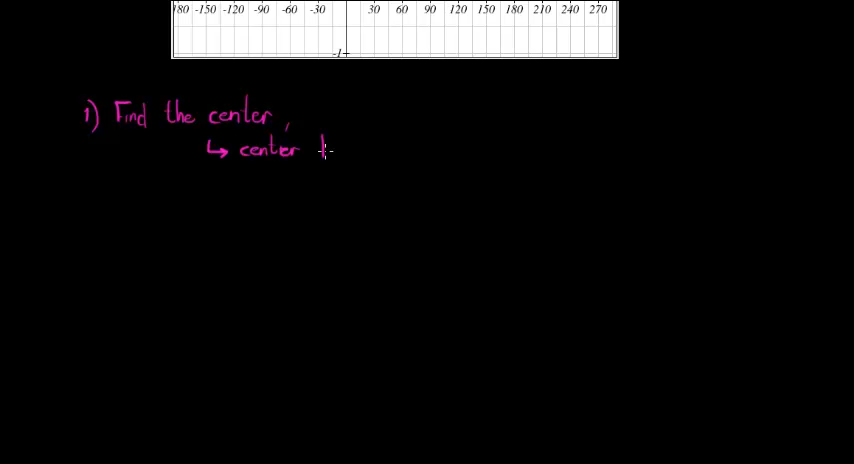 180 -150 -120 -90 -60 -30 30 60 90 120 150 180 210 240 270
-1
1) Find the center,
↳ center